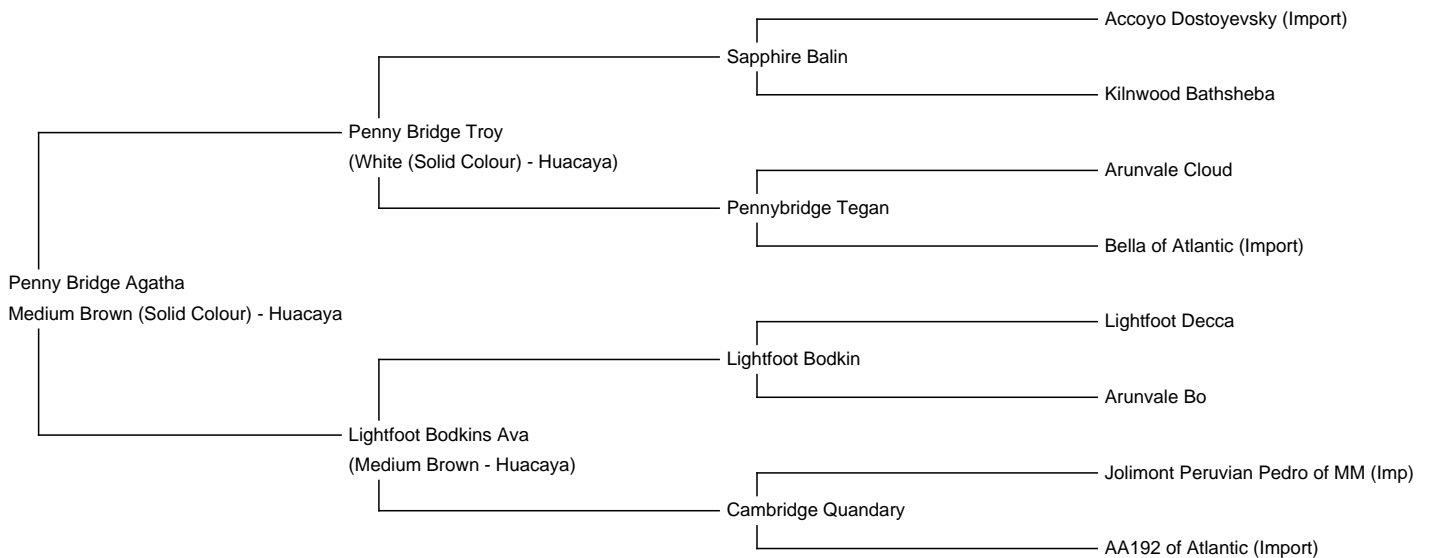 Accoyo Dostoyevsky (Import)
Sapphire Balin
Kilnwood Bathsheba
Penny Bridge Troy
(White (Solid Colour) - Huacaya)
Arunvale Cloud
Pennybridge Tegan
Bella of Atlantic (Import)
Penny Bridge Agatha
Medium Brown (Solid Colour) - Huacaya
Lightfoot Decca
Lightfoot Bodkin
Arunvale Bo
Lightfoot Bodkins Ava
(Medium Brown - Huacaya)
Jolimont Peruvian Pedro of MM (Imp)
Cambridge Quandary
AA192 of Atlantic (Import)